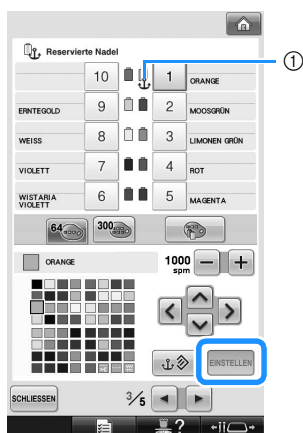 Reservierte Nadel
①
10 1 ORANGE
ERNTEGOLD 9 2 MOOSGRÜN
WEISS 8 3 LIMONEN GRÜN
VIOLETT 7 4 ROT
WISTARIA
VIOLETT 6 5 MAGENTA
64 300
ORANGE 1000
spm
EINSTELLEN
SCHLIESSEN 3/5
?